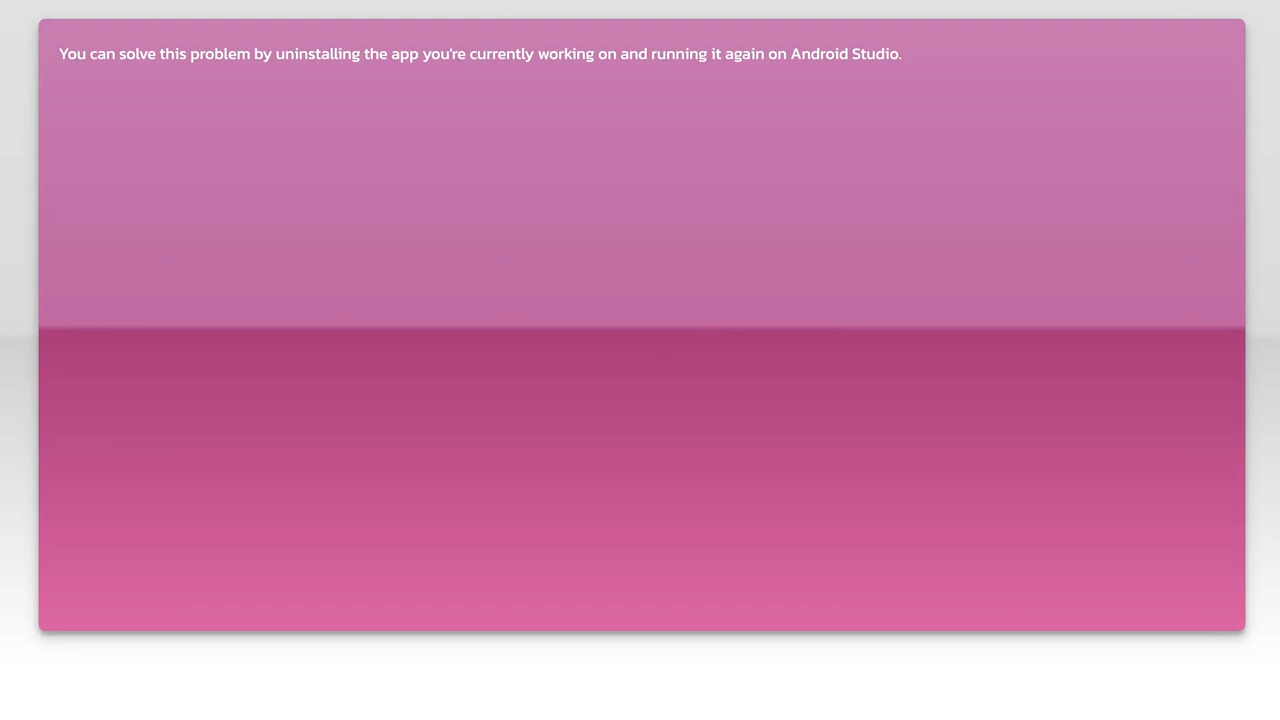 You can solve this problem by uninstalling the app you're currently working on and running it again on Android Studio.